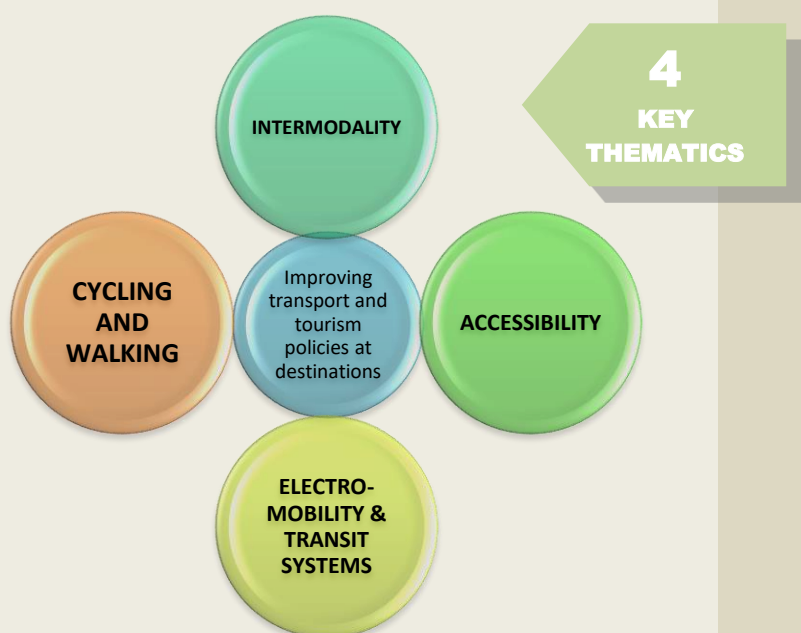 4
KEY
THEMATICS
INTERMODALITY
CYCLING
AND
WALKING
Improving
transport and
tourism
policies at
destinations
ACCESSIBILITY
ELECTRO-
MOBILITY &
TRANSIT
SYSTEMS